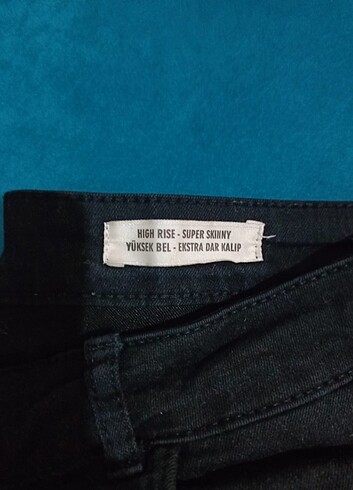 HIGH RISE - SUPER SKINNY
YÜKSEK BEL - EKSTRA DAR KALIP